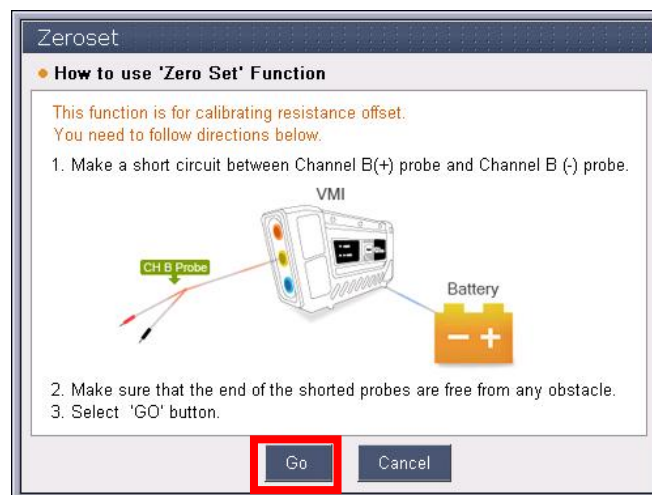 Zeroset
How to use 'Zero Set' Function
This function is for calibrating resistance offset.
You need to follow directions below.
1. Make a short circuit between Channel B(+) probe and Channel B (-) probe.
VMI
CH B Probe
Battery
2. Make sure that the end of the shorted probes are free from any obstacle.
3. Select 'GO' button.
Go Cancel